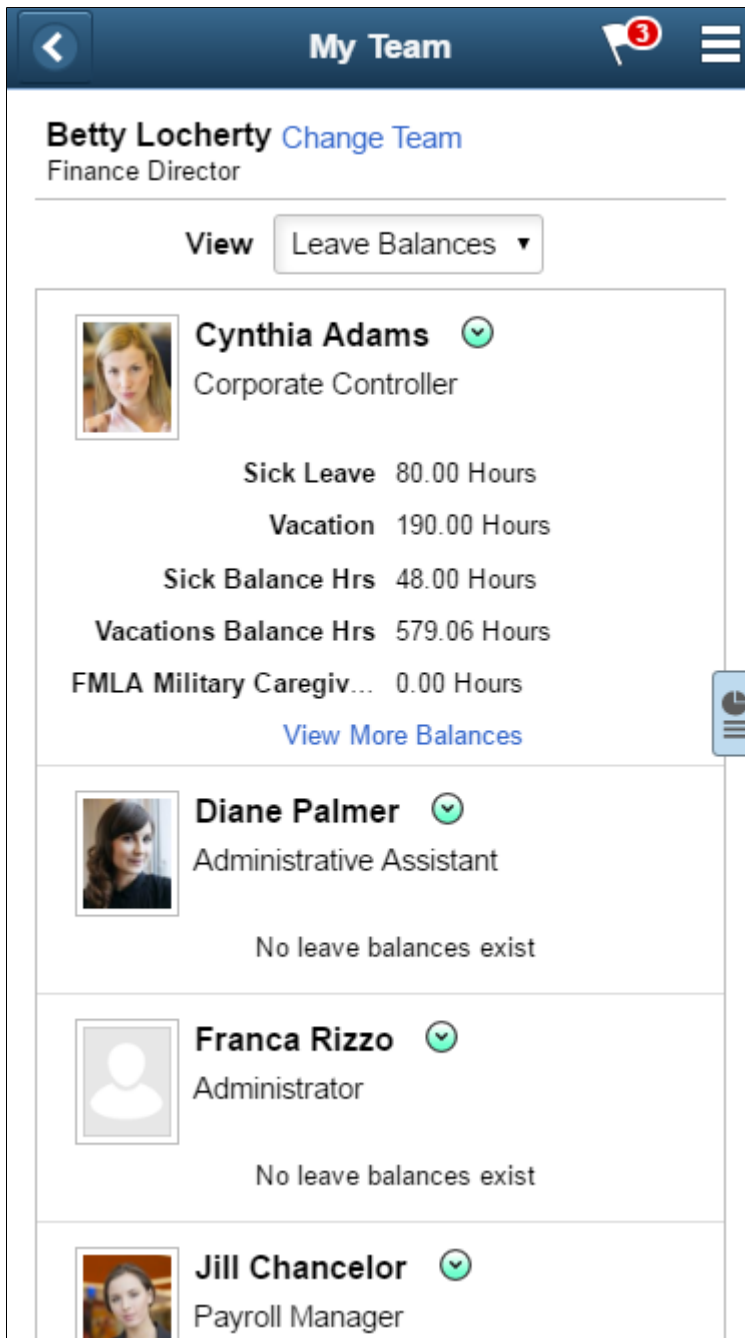 My Team
3
Betty Locherty Change Team
Finance Director
View Leave Balances
Cynthia Adams
Corporate Controller
Sick Leave 80.00 Hours
Vacation 190.00 Hours
Sick Balance Hrs 48.00 Hours
Vacations Balance Hrs 579.06 Hours
FMLA Military Caregiv... 0.00 Hours
View More Balances
Diane Palmer
Administrative Assistant
No leave balances exist
Franca Rizzo
Administrator
No leave balances exist
Jill Chancelor
Payroll Manager